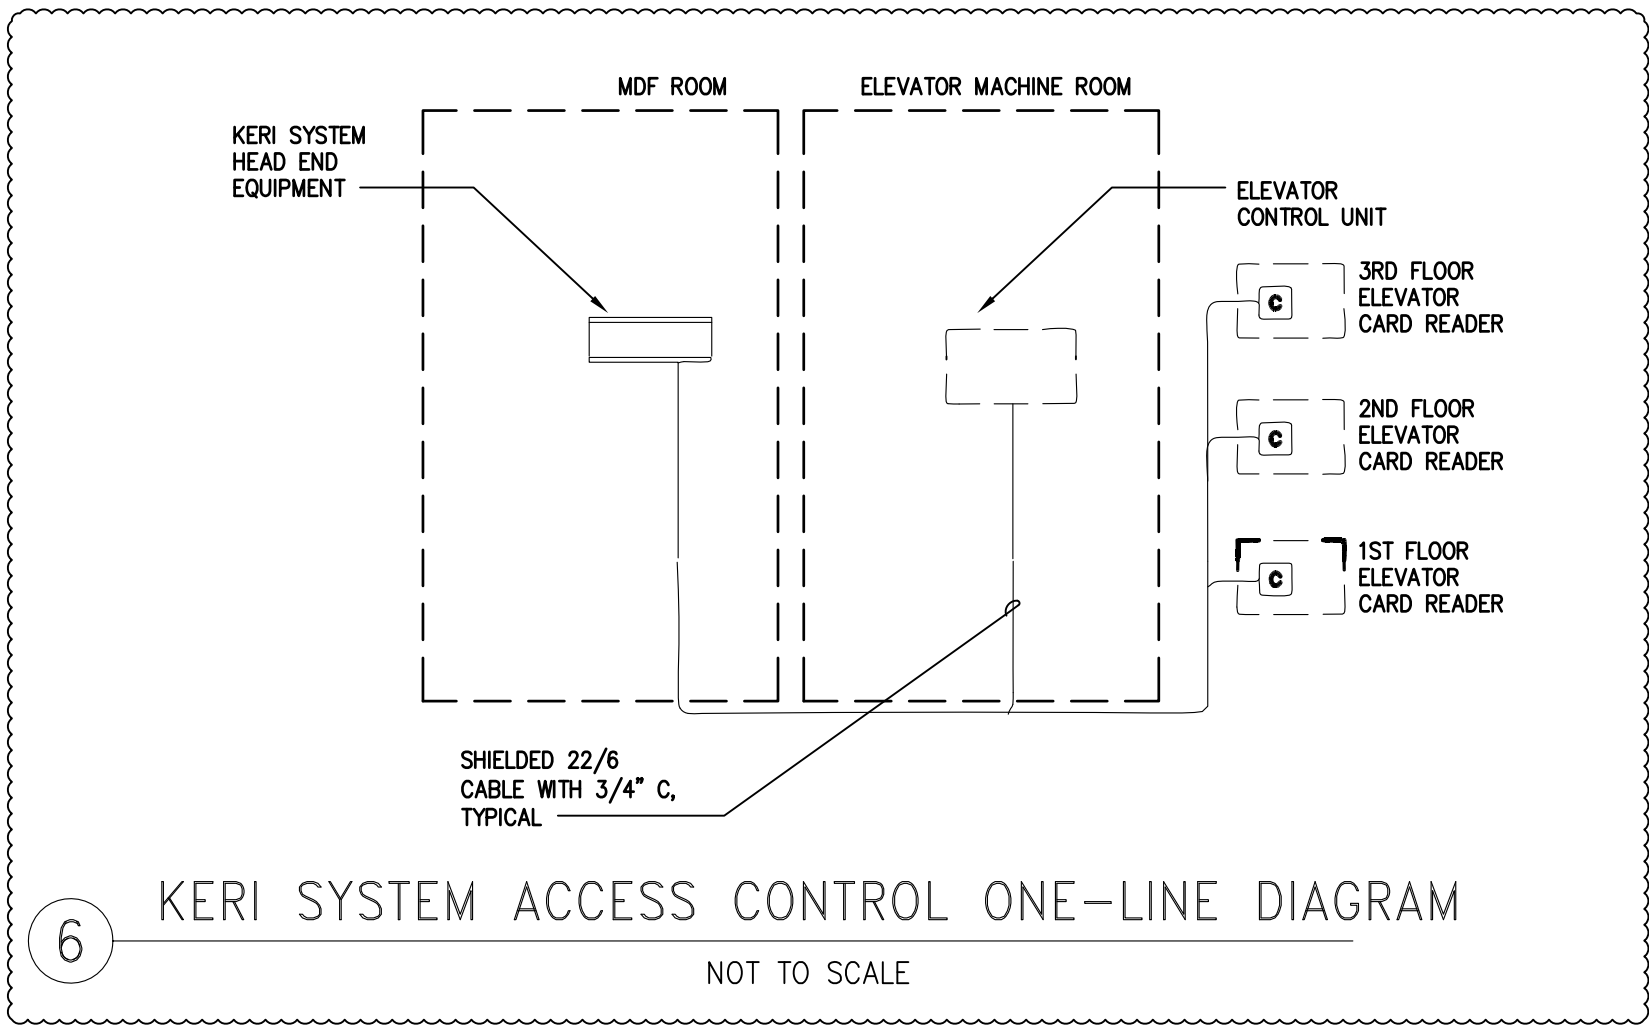 MDF ROOM
ELEVATOR MACHINE ROOM
KERI SYSTEM
HEAD END
EQUIPMENT
ELEVATOR
CONTROL UNIT
C
3RD FLOOR
ELEVATOR
CARD READER
C
2ND FLOOR
ELEVATOR
CARD READER
C
1ST FLOOR
ELEVATOR
CARD READER
SHIELDED 22/6
CABLE WITH 3/4" C,
TYPICAL
6
KERI SYSTEM ACCESS CONTROL ONE-LINE DIAGRAM
NOT TO SCALE